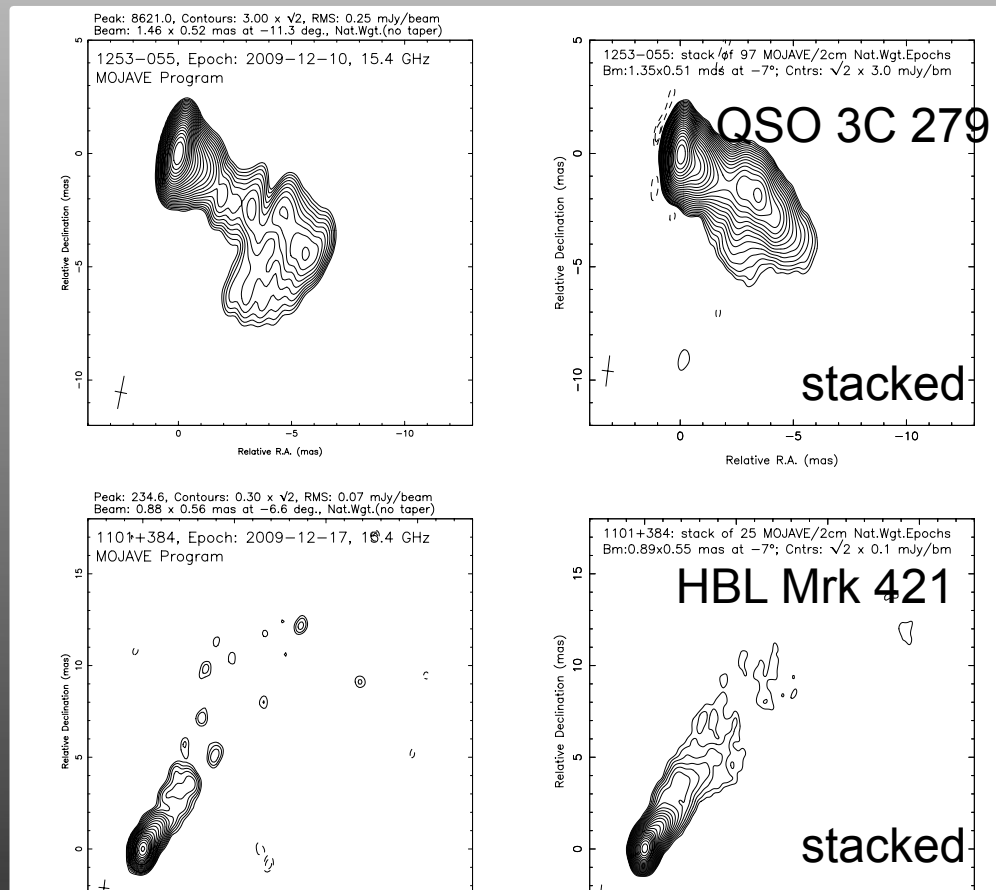 Peak: 8621.0, Contours: 3.00 x √2, RMS: 0.25 mJy/beam
Beam: 1.46 x 0.52 mas at −11.3 deg., Nat.Wgt.(no taper)
1253−055, Epoch: 2009−12−10, 15.4 GHz
MOJAVE Program
5
0
−5
−10
Relative Declination (mas)
0
−5
−10
Relative R.A. (mas)
1253−055: stack of 97 MOJAVE/2cm Nat.Wgt.Epochs
Bm:1.35x0.51 mas at −7°; Cntrs: √2 x 3.0 mJy/bm
QSO 3C 279
stacked
5
0
−5
−10
Relative Declination (mas)
0
−5
−10
Relative R.A. (mas)
Peak: 234.6, Contours: 0.30 x √2, RMS: 0.07 mJy/beam
Beam: 0.88 x 0.56 mas at −6.6 deg., Nat.Wgt.(no taper)
1101+384, Epoch: 2009−12−17, 15.4 GHz
MOJAVE Program
15
10
5
0
Relative Declination (mas)
1101+384: stack of 25 MOJAVE/2cm Nat.Wgt.Epochs
Bm:0.89x0.55 mas at −7°; Cntrs: √2 x 0.1 mJy/bm
HBL Mrk 421
stacked
15
10
5
0
Relative Declination (mas)